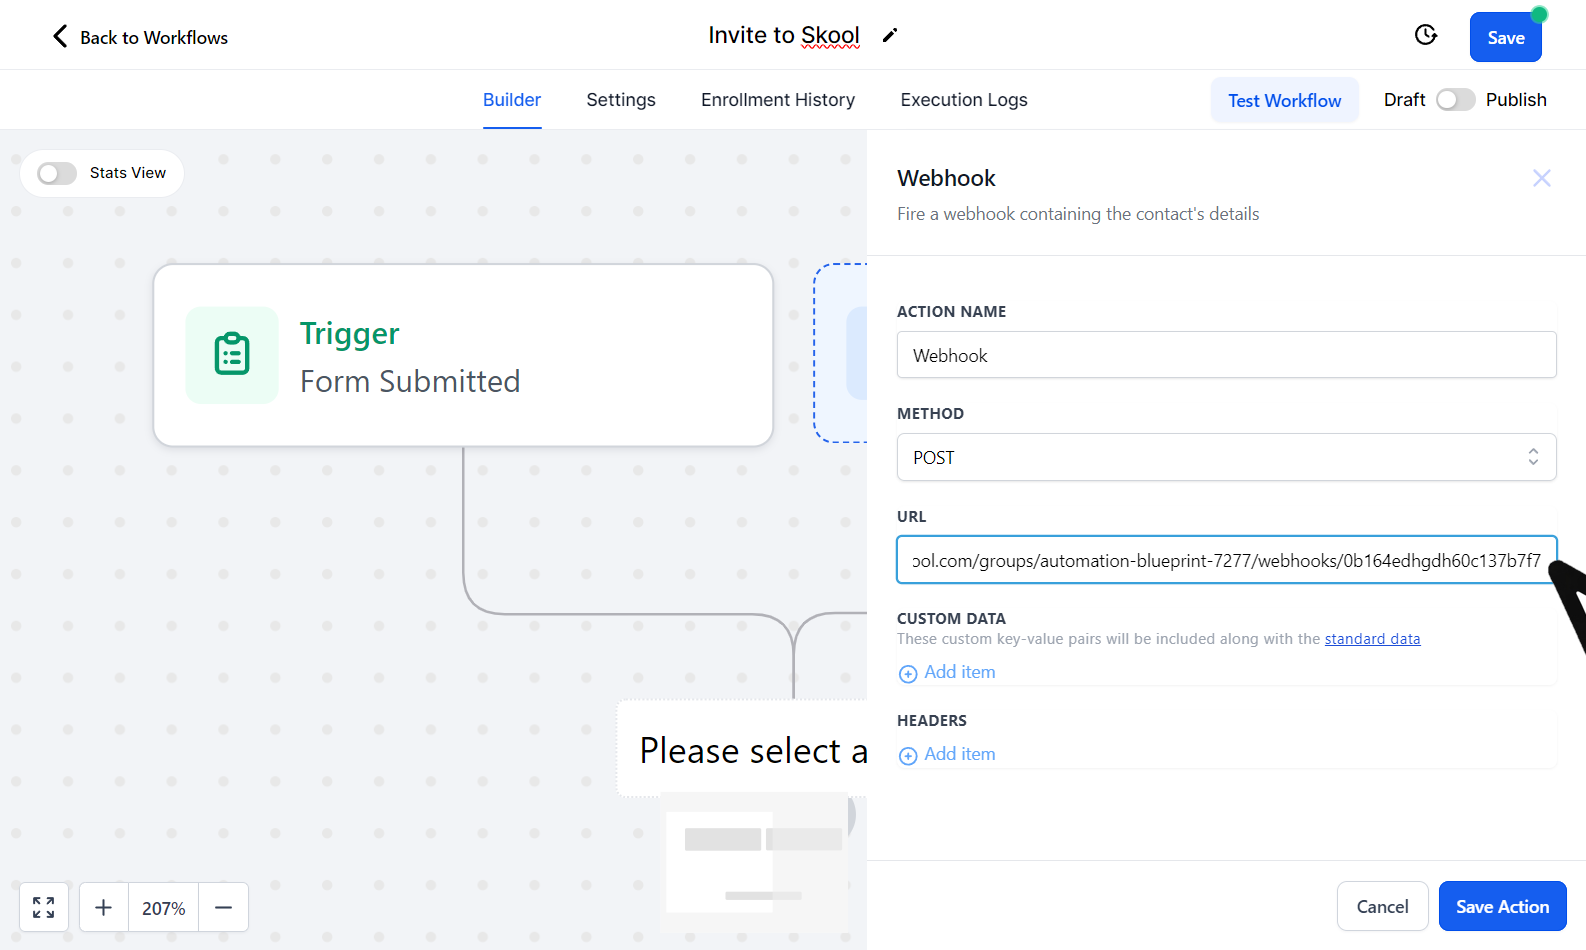 Back to Workflows
Invite to Skool
Save
Builder
Settings
Enrollment History
Execution Logs
Test Workflow
Draft
Publish
Stats View
Trigger
Form Submitted
Please select a
207%
Webhook
Fire a webhook containing the contact's details
ACTION NAME
Webhook
METHOD
POST
URL
ool.com/groups/automation-blueprint-7277/webhooks/0b164edhgdh60c137b7f7
CUSTOM DATA
These custom key-value pairs will be included along with the standard data
Add item
HEADERS
Add item
Cancel
Save Action